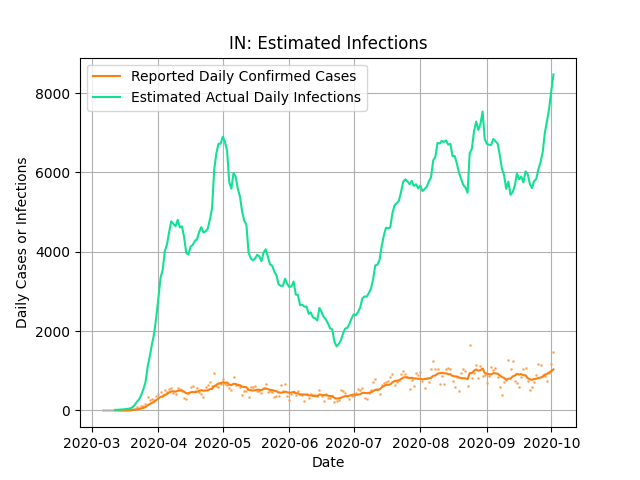 IN: Estimated Infections
Reported Daily Confirmed Cases
Estimated Actual Daily Infections
Daily Cases or Infections
8000
6000
4000
2000
0
2020-03 2020-04 2020-05 2020-06 2020-07 2020-08 2020-09 2020-10
Date